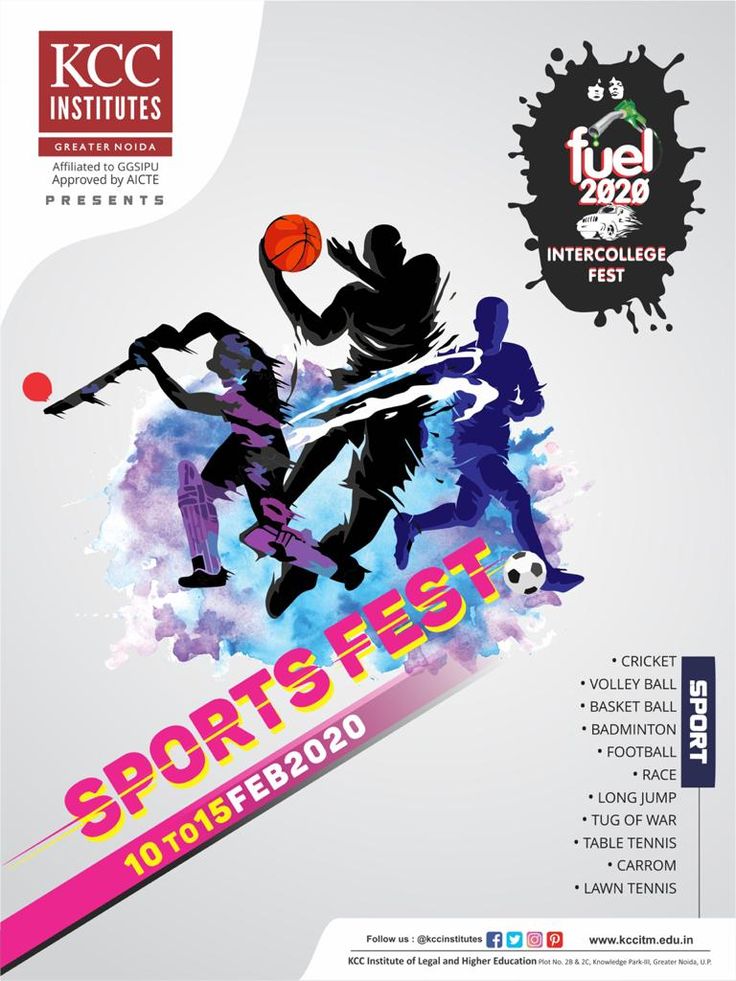 KCC
INSTITUTES
GREATER NOIDA
Affiliated to GGSIPU
Approved by AICTE
PRESENTS
fuel
2020
INTERCOLLEGE
FEST
SPORTS FEST
10 TO 15 FEB 2020
SPORT
• CRICKET
• VOLLEY BALL
• BASKET BALL
• BADMINTON
• FOOTBALL
• RACE
• LONG JUMP
• TUG OF WAR
• TABLE TENNIS
• CARROM
• LAWN TENNIS
Follow us : @kccinstitutes www.kccitm.edu.in
KCC Institute of Legal and Higher Education Plot No. 2B & 2C, Knowledge Park-III, Greater Noida, U.P.